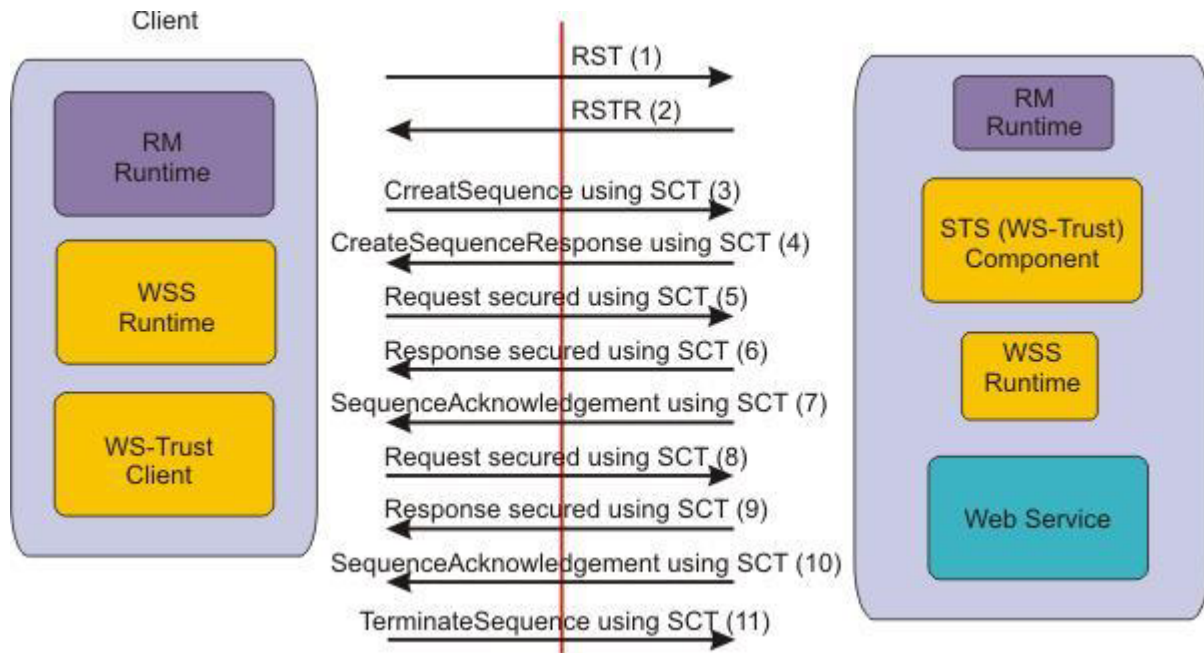 Client
RM
Runtime
WSS
Runtime
WS-Trust
Client
RST (1)
RSTR (2)
CrreatSequence using SCT (3)
CreateSequenceResponse using SCT (4)
Request secured using SCT (5)
Response secured using SCT (6)
SequenceAcknowledgement using SCT (7)
Request secured using SCT (8)
Response secured using SCT (9)
SequenceAcknowledgement using SCT (10)
TerminateSequence using SCT (11)
RM
Runtime
STS (WS-Trust)
Component
WSS
Runtime
Web Service